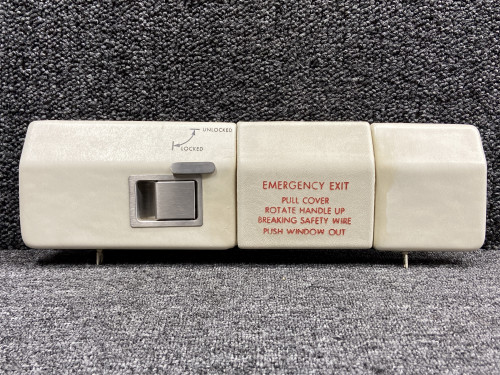 UNLOCKED
LOCKED
EMERGENCY EXIT
PULL COVER
ROTATE HANDLE UP
BREAKING SAFETY WIRE
PUSH WINDOW OUT